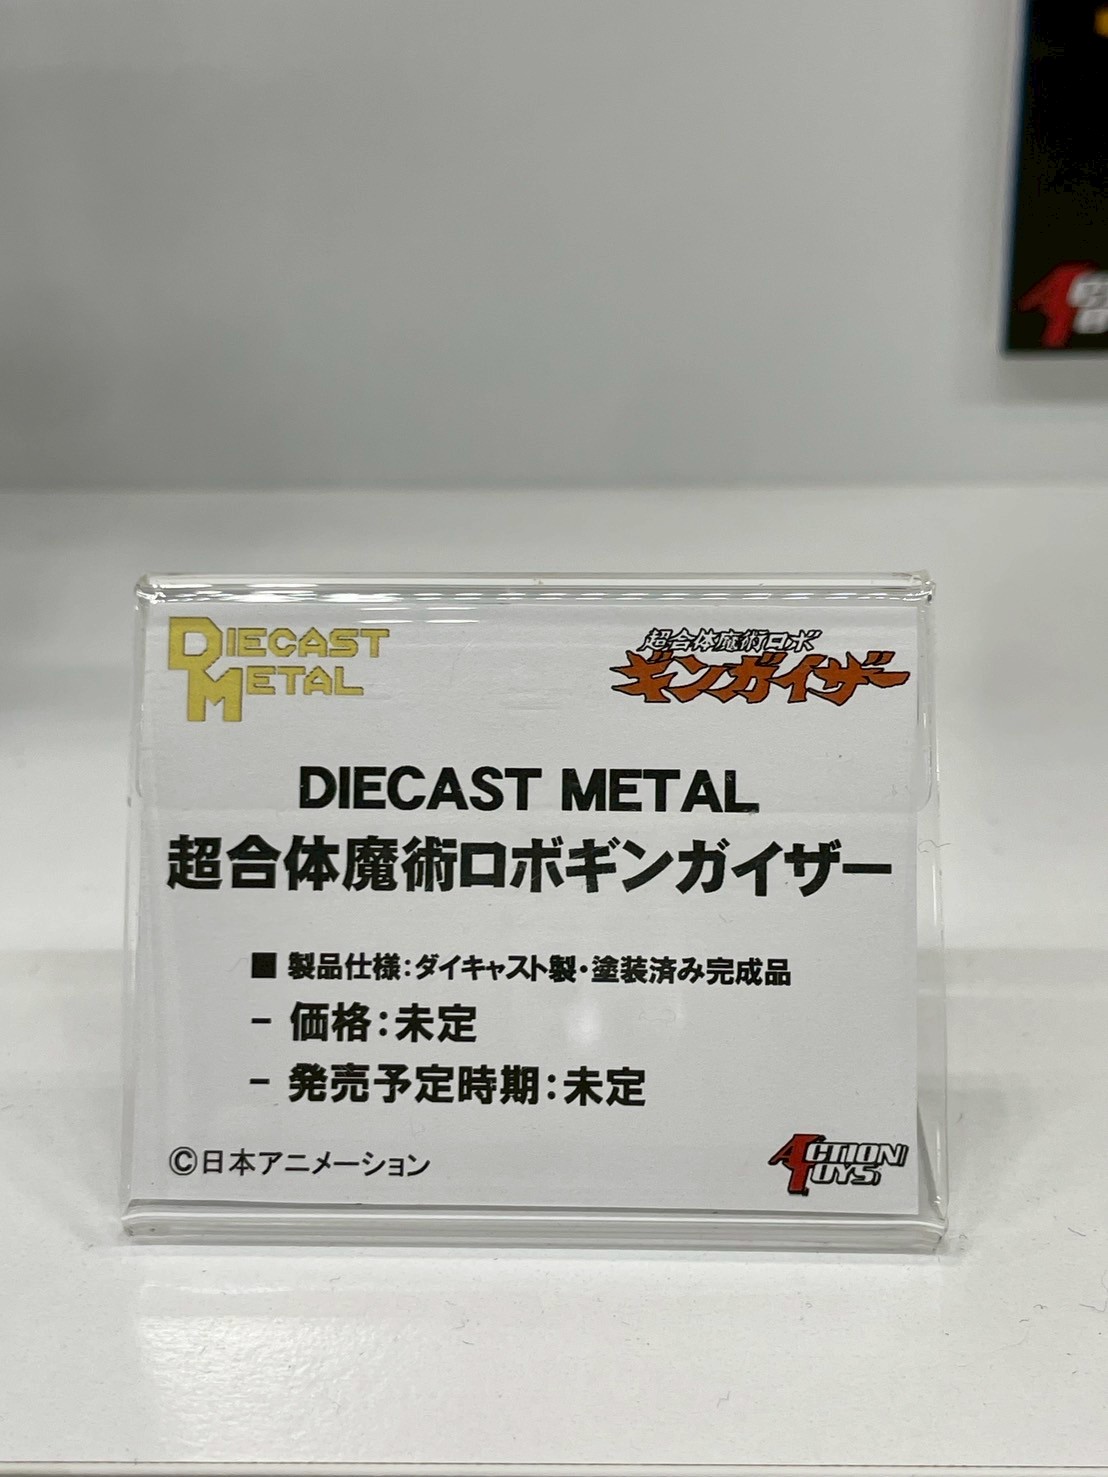 DIECAST
METAL
超合体魔術ロボ
ギンガイザー
DIECAST METAL
超合体魔術ロボギンガイザー
■ 製品仕様：ダイキャスト製・塗装済み完成品
- 価格：未定
- 発売予定時期：未定
©日本アニメーション
ACTION
TOYS